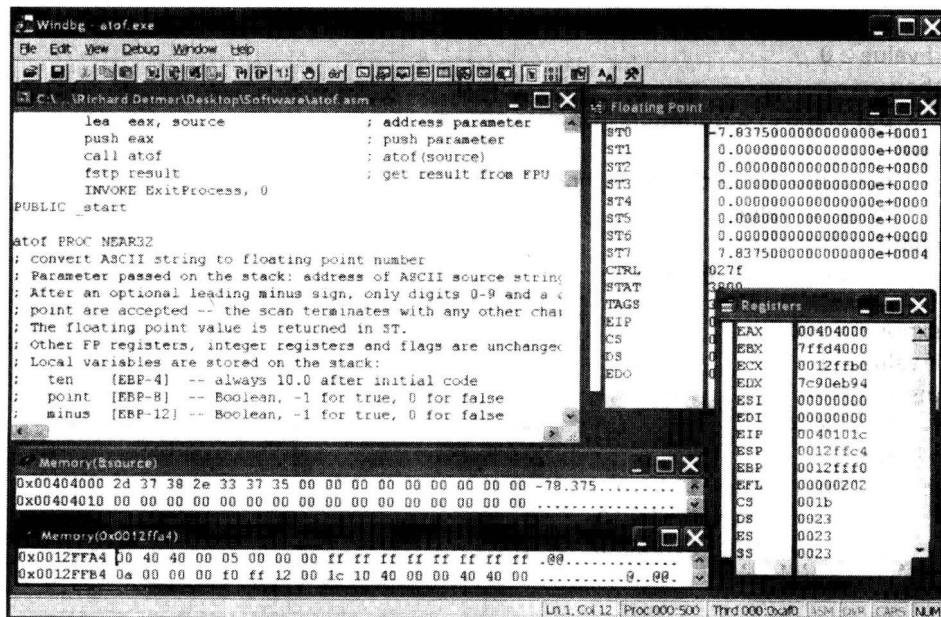 Windbg - atof.exe
File Edit View Debug Window Help
C:\...\Richard Detmer\Desktop\Software\atof.asm
lea eax, source ; address parameter
push eax ; push parameter
call atof ; atof(source)
fstp result ; get result from FPU
INVOKE ExitProcess, 0
PUBLIC _start
atof PROC NEAR32
; convert ASCII string to floating point number
; Parameter passed on the stack: address of ASCII source string
; After an optional leading minus sign, only digits 0-9 and a
; point are accepted -- the scan terminates with any other
; The floating point value is returned in ST.
; Other FP registers, integer registers and flags are unchanged
; Local variables are stored on the stack:
; ten [EBP-4] -- always 10.0 after initial code
; point [EBP-8] -- Boolean, -1 for true, 0 for false
; minus [EBP-12] -- Boolean, -1 for true, 0 for false
Floating Point
ST0 -7.8375000000000000e+0001
ST1 0.0000000000000000e+0000
ST2 0.0000000000000000e+0000
ST3 0.0000000000000000e+0000
ST4 0.0000000000000000e+0000
ST5 0.0000000000000000e+0000
ST6 0.0000000000000000e+0000
ST7 7.8375000000000000e+0004
CTRL 027f
STAT 3800
TAGS
EIP
CS
DS
EDO
Registers
EAX 00404000
EBX 7ffd4000
ECX 0012ffb0
EDX 7c90eb94
ESI 00000000
EDI 00000000
EIP 0040101c
ESP 0012ffc4
EBP 0012fff0
EFL 00000202
CS 001b
DS 0023
ES 0023
SS 0023
Memory(&source)
0x00404000 2d 37 38 2e 33 37 35 00 00 00 00 00 00 00 00 00 -78.375.........
0x00404010 00 00 00 00 00 00 00 00 00 00 00 00 00 00 00 00 ................
Memory(0x0012ffa4)
0x0012FFA4 00 40 40 00 05 00 00 00 ff ff ff ff ff ff ff ff .@@.............
0x0012FFB4 0a 00 00 00 f0 ff 12 00 1c 10 40 00 00 40 40 00 ..........@..@@.
Ln 1, Col 12 Proc 000:500 Thrd 000:0xaf0 ASM OVR CAPS NUM